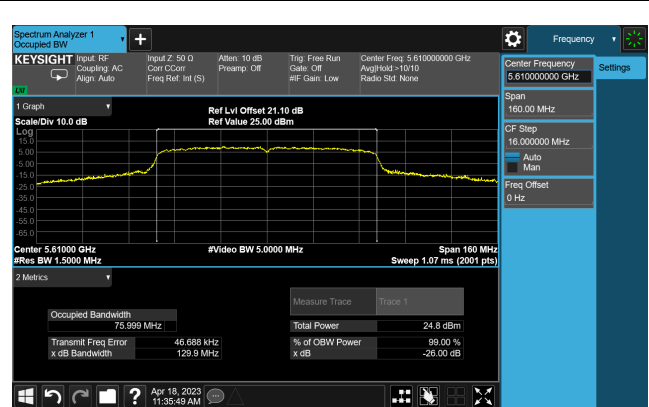 Spectrum Analyzer 1
Occupied BW
Frequency
KEYSIGHT
Input: RF
Coupling: AC
Align: Auto
Input Z: 50 Ω
Corr CCorr
Freq Ref: Int (S)
Atten: 10 dB
Preamp: Off
Trig: Free Run
Gate: Off
#IF Gain: Low
Center Freq: 5.610000000 GHz
Avg|Hold:>10/10
Radio Std: None
Center Frequency
5.610000000 GHz
Settings
Span
160.00 MHz
CF Step
16.000000 MHz
Auto
Man
Freq Offset
0 Hz
1 Graph
Scale/Div 10.0 dB
Ref Lvl Offset 21.10 dB
Ref Value 25.00 dBm
Log
15.0
5.00
-5.00
-15.0
-25.0
-35.0
-45.0
-55.0
-65.0
Center 5.61000 GHz
#Video BW 5.0000 MHz
Span 160 MHz
#Res BW 1.5000 MHz
Sweep 1.07 ms (2001 pts)
2 Metrics
Measure Trace
Trace 1
Occupied Bandwidth
75.999 MHz
Total Power
24.8 dBm
Transmit Freq Error
46.688 kHz
% of OBW Power
99.00 %
x dB Bandwidth
129.9 MHz
x dB
-26.00 dB
Apr 18, 2023
11:35:49 AM